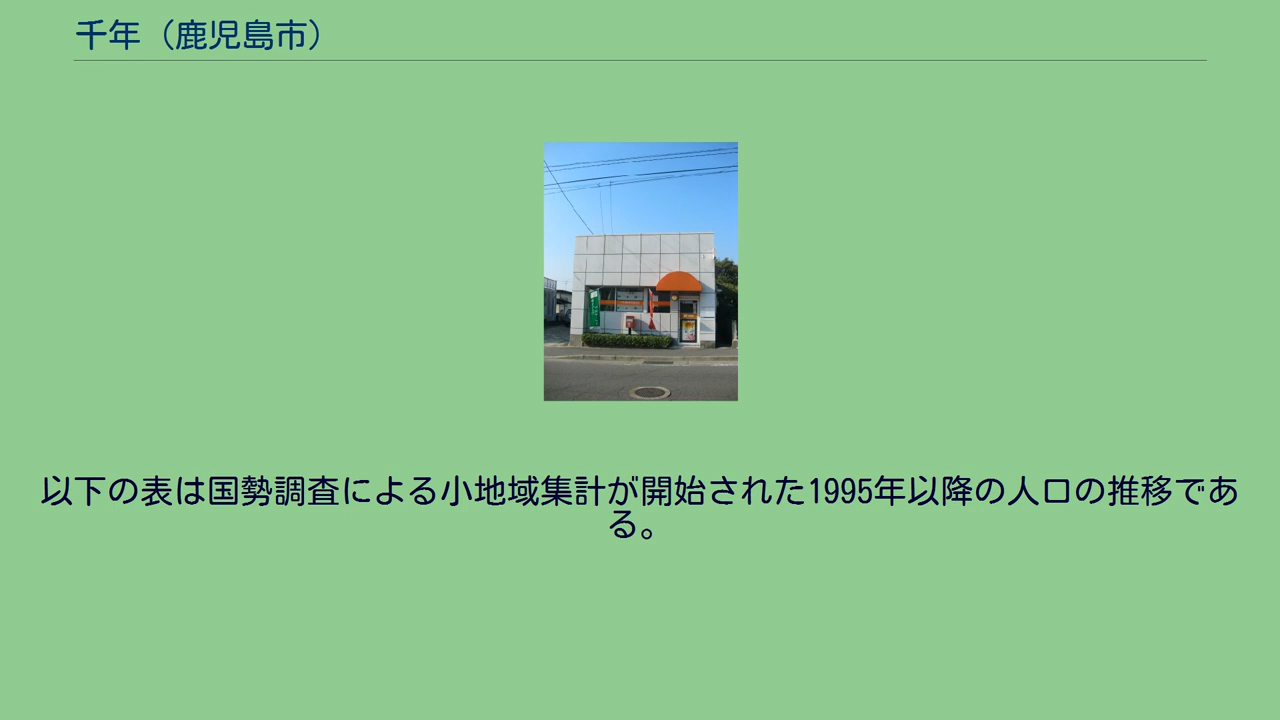 千年（鹿児島市）
以下の表は国勢調査による小地域集計が開始された1995年以降の人口の推移であ
る。